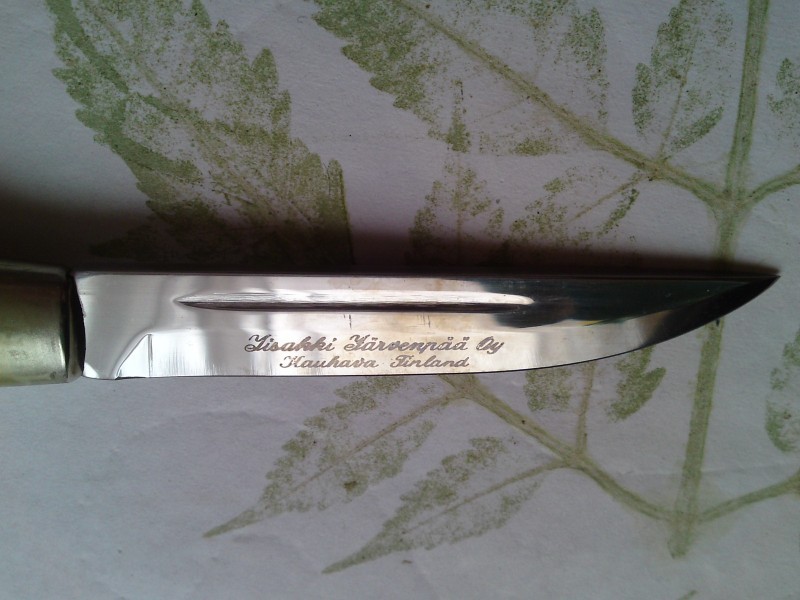 Iisakki Järvenpää Oy
Kauhava Finland